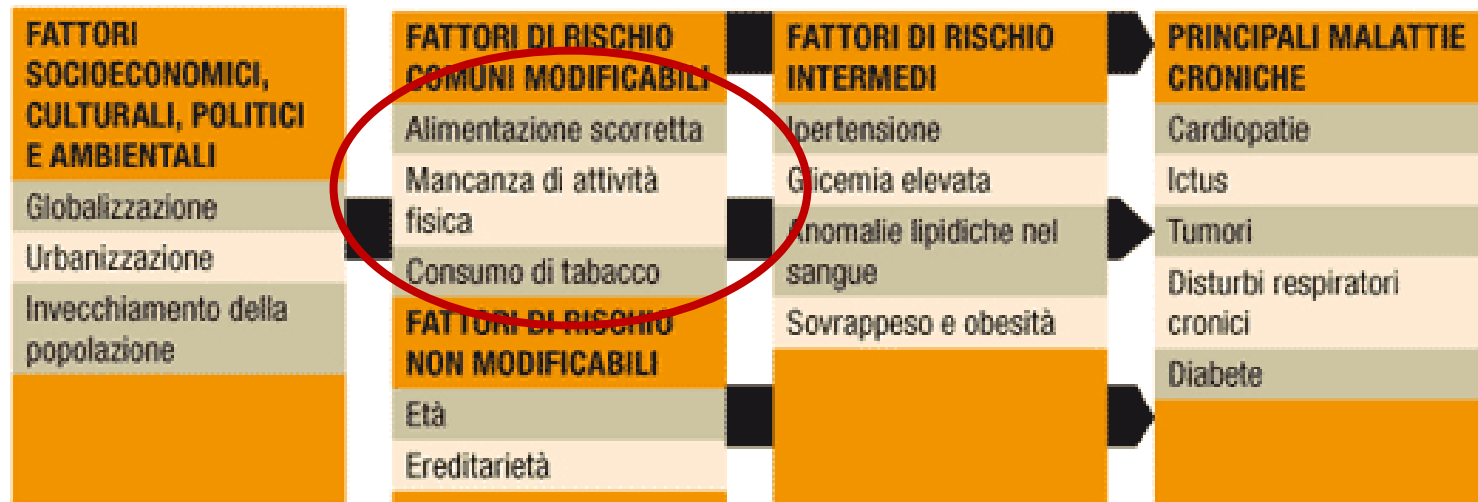 FATTORI
SOCIOECONOMICI,
CULTURALI, POLITICI
E AMBIENTALI
Globalizzazione
Urbanizzazione
Invecchiamento della
popolazione
FATTORI DI RISCHIO
COMUNI MODIFICABILI
Alimentazione scorretta
Mancanza di attività
fisica
Consumo di tabacco
FATTORI DI RISCHIO
NON MODIFICABILI
Età
Ereditarietà
FATTORI DI RISCHIO
INTERMEDI
Ipertensione
Glicemia elevata
Anomalie lipidiche nel
sangue
Sovrappeso e obesità
PRINCIPALI MALATTIE
CRONICHE
Cardiopatie
Ictus
Tumori
Disturbi respiratori
cronici
Diabete